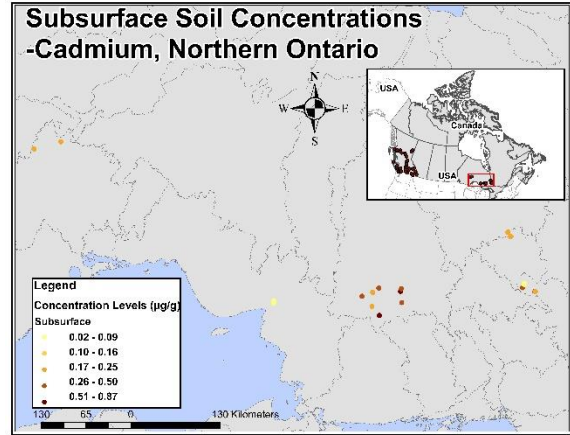 Subsurface Soil Concentrations
-Cadmium, Northern Ontario
N
W E
S
USA
Canada
USA
Legend
Concentration Levels (µg/g)
Subsurface
0.02 - 0.09
0.10 - 0.16
0.17 - 0.25
0.26 - 0.50
0.51 - 0.87
130 65 0 130 Kilometers